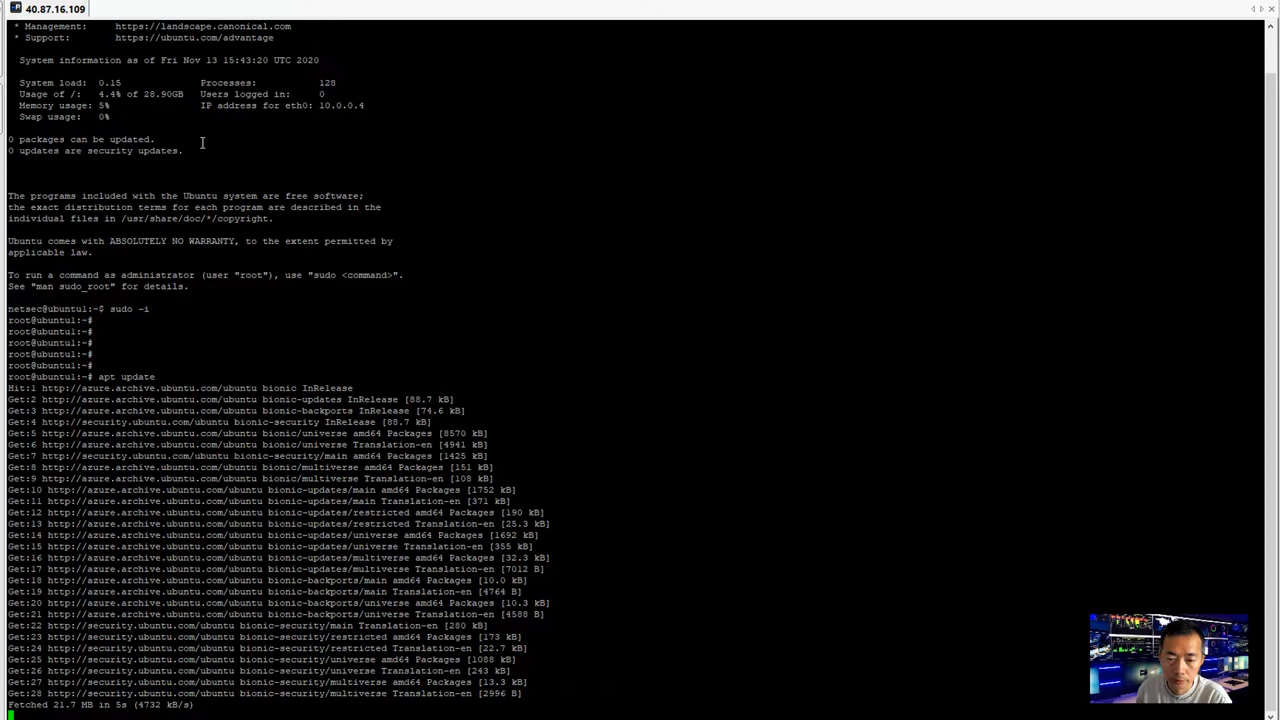 40.87.16.109
* Management:     https://landscape.canonical.com
* Support:        https://ubuntu.com/advantage
System information as of Fri Nov 13 15:43:20 UTC 2020
System load:  0.15               Processes:           128
Usage of /:   4.4% of 28.90GB   Users logged in:     0
Memory usage: 5%                 IP address for eth0: 10.0.0.4
Swap usage:   0%
0 packages can be updated.
0 updates are security updates.
The programs included with the Ubuntu system are free software;
the exact distribution terms for each program are described in the
individual files in /usr/share/doc/*/copyright.
Ubuntu comes with ABSOLUTELY NO WARRANTY, to the extent permitted by
applicable law.
To run a command as administrator (user "root"), use "sudo <command>".
See "man sudo_root" for details.
netsec@ubuntu1:~$ sudo -i
root@ubuntu1:~#
root@ubuntu1:~#
root@ubuntu1:~#
root@ubuntu1:~#
root@ubuntu1:~#
root@ubuntu1:~# apt update
Hit:1 http://azure.archive.ubuntu.com/ubuntu bionic InRelease
Get:2 http://azure.archive.ubuntu.com/ubuntu bionic-updates InRelease [88.7 kB]
Get:3 http://azure.archive.ubuntu.com/ubuntu bionic-backports InRelease [74.6 kB]
Get:4 http://security.ubuntu.com/ubuntu bionic-security InRelease [88.7 kB]
Get:5 http://azure.archive.ubuntu.com/ubuntu bionic/universe amd64 Packages [8570 kB]
Get:6 http://azure.archive.ubuntu.com/ubuntu bionic/universe Translation-en [4941 kB]
Get:7 http://security.ubuntu.com/ubuntu bionic-security/main amd64 Packages [1425 kB]
Get:8 http://azure.archive.ubuntu.com/ubuntu bionic/multiverse amd64 Packages [151 kB]
Get:9 http://azure.archive.ubuntu.com/ubuntu bionic/multiverse Translation-en [108 kB]
Get:10 http://azure.archive.ubuntu.com/ubuntu bionic-updates/main amd64 Packages [1752 kB]
Get:11 http://azure.archive.ubuntu.com/ubuntu bionic-updates/main Translation-en [371 kB]
Get:12 http://azure.archive.ubuntu.com/ubuntu bionic-updates/restricted amd64 Packages [190 kB]
Get:13 http://azure.archive.ubuntu.com/ubuntu bionic-updates/restricted Translation-en [25.3 kB]
Get:14 http://azure.archive.ubuntu.com/ubuntu bionic-updates/universe amd64 Packages [1692 kB]
Get:15 http://azure.archive.ubuntu.com/ubuntu bionic-updates/universe Translation-en [355 kB]
Get:16 http://azure.archive.ubuntu.com/ubuntu bionic-updates/multiverse amd64 Packages [32.3 kB]
Get:17 http://azure.archive.ubuntu.com/ubuntu bionic-updates/multiverse Translation-en [7012 B]
Get:18 http://azure.archive.ubuntu.com/ubuntu bionic-backports/main amd64 Packages [10.0 kB]
Get:19 http://azure.archive.ubuntu.com/ubuntu bionic-backports/main Translation-en [4764 B]
Get:20 http://azure.archive.ubuntu.com/ubuntu bionic-backports/universe amd64 Packages [10.3 kB]
Get:21 http://azure.archive.ubuntu.com/ubuntu bionic-backports/universe Translation-en [4588 B]
Get:22 http://security.ubuntu.com/ubuntu bionic-security/main Translation-en [280 kB]
Get:23 http://security.ubuntu.com/ubuntu bionic-security/restricted amd64 Packages [173 kB]
Get:24 http://security.ubuntu.com/ubuntu bionic-security/restricted Translation-en [22.7 kB]
Get:25 http://security.ubuntu.com/ubuntu bionic-security/universe amd64 Packages [1088 kB]
Get:26 http://security.ubuntu.com/ubuntu bionic-security/universe Translation-en [243 kB]
Get:27 http://security.ubuntu.com/ubuntu bionic-security/multiverse amd64 Packages [13.3 kB]
Get:28 http://security.ubuntu.com/ubuntu bionic-security/multiverse Translation-en [2996 B]
Fetched 21.7 MB in 5s (4732 kB/s)